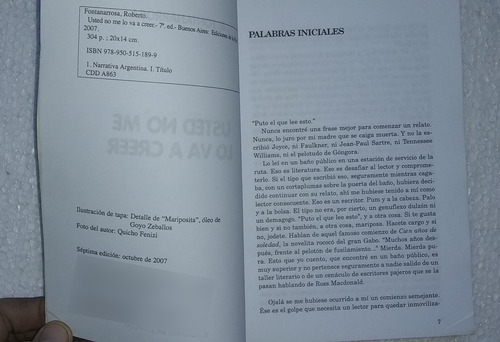 Fontanarrosa, Roberto.
Usted no me lo va a creer.- 7ª. ed.- Buenos Aires: Ediciones de la
2007.
304 p. ; 20x14 cm.
ISBN 978-950-515-189-9
1. Narrativa Argentina. I. Título
CDD A863
Ilustración de tapa: Detalle de “Mariposita”, óleo de
Goyo Zeballos
Foto del autor: Quicho Fenizi
Séptima edición: octubre de 2007
PALABRAS INICIALES
“Puto el que lee esto.”
Nunca encontré una frase mejor para comenzar un relato.
Nunca, lo juro por mi madre que se caiga muerta. Y no la es-
cribió Joyce, ni Faulkner, ni Jean-Paul Sartre, ni Tennessee
Williams, ni el pelotudo de Góngora.
Lo leí en un baño público en una estación de servicio de la
ruta. Eso es literatura. Eso es desafiar al lector y comprome-
terlo. Si el tipo que escribió eso, seguramente mientras caga-
ba, con un cortaplumas sobre la puerta del baño, hubiera deci-
dido continuar con su relato, ahí me hubiese tenido a mí como
lector consecuente. Eso es un escritor. Pum y a la cabeza. Palo
y a la bolsa. El tipo no era, por cierto, un genuflexo dulzón ni
un demagogo. “Puto el que lee esto”, y a otra cosa. Si te gusta
bien y si no también, a otra cosa, mariposa. Hacete cargo y si
no, jodete. Hablan de aquel famoso comienzo de Cien años de
soledad, la novelita rococó del gran Gabo. “Muchos años des-
pués, frente al pelotón de fusilamiento...” Mierda. Mierda pu-
ra. Esto que yo cuento, que encontré en un baño público, es
muy superior y no pertenece seguramente a nadie salido de un
taller literario o de un cenáculo de escritores pajeros que se la
pasan hablando de Ross Macdonald.
Ojalá se me hubiese ocurrido a mí un comienzo semejante.
Ése es el golpe que necesita un lector para quedar inmoviliza-
7